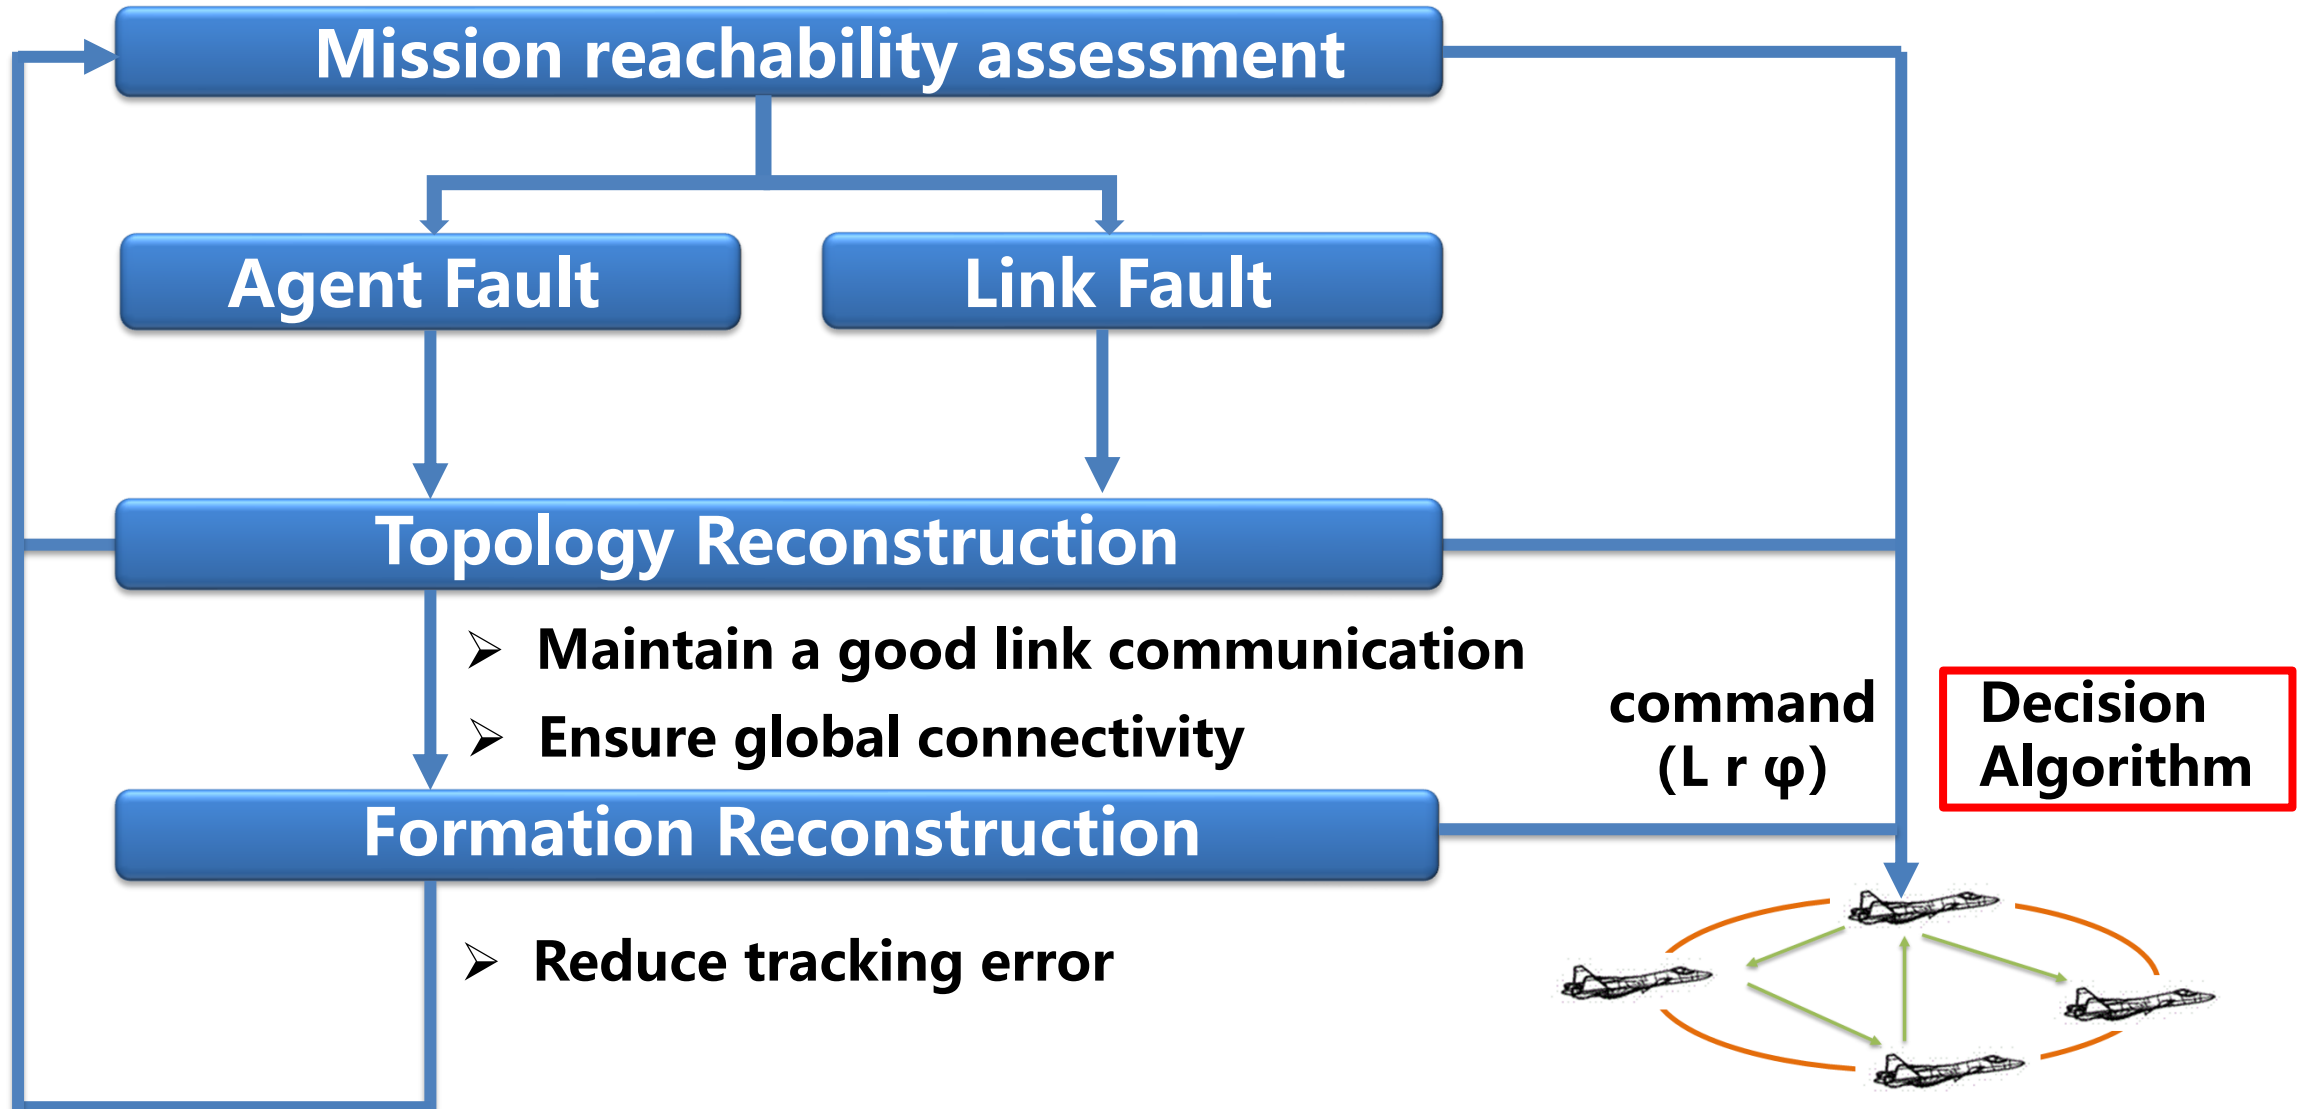 Mission reachability assessment
Agent Fault
Link Fault
Topology Reconstruction
➢ Maintain a good link communication
➢ Ensure global connectivity
command
(L r φ)
Decision
Algorithm
Formation Reconstruction
➢ Reduce tracking error